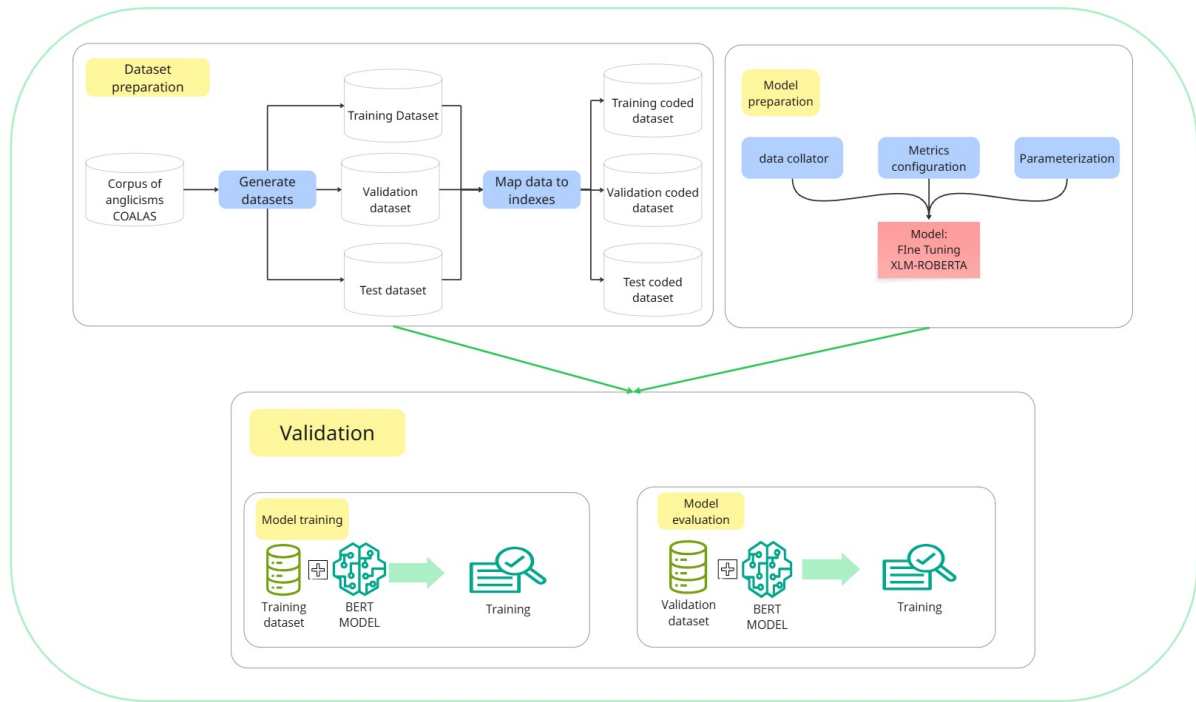 Dataset
preparation
Corpus of
anglicisms
COALAS
Generate
datasets
Training Dataset
Validation
dataset
Test dataset
Map data to
indexes
Training coded
dataset
Validation coded
dataset
Test coded
dataset
Model
preparation
data collator
Metrics
configuration
Parameterization
Model:
FIne Tuning
XLM-ROBERTA
Validation
Model training
Training
dataset
BERT
MODEL
Training
Model
evaluation
Validation
dataset
BERT
MODEL
Training